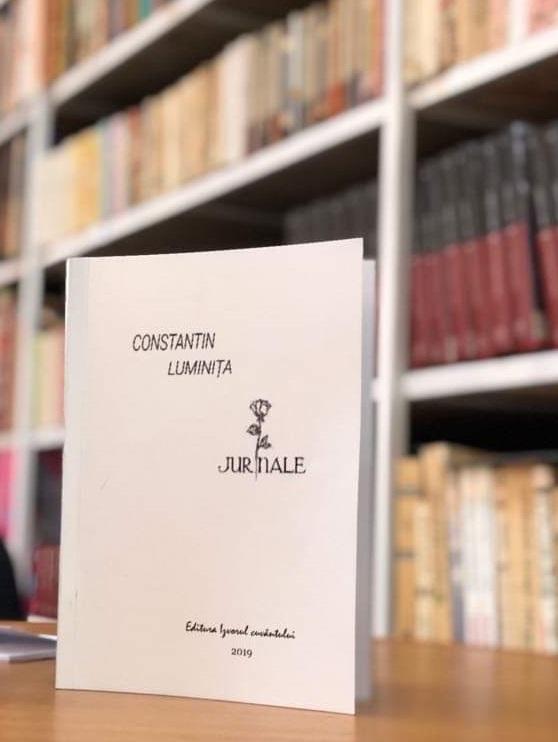 CONSTANTIN
LUMINIȚA
JURNALE
Editura Izvorul cuvântului
2019